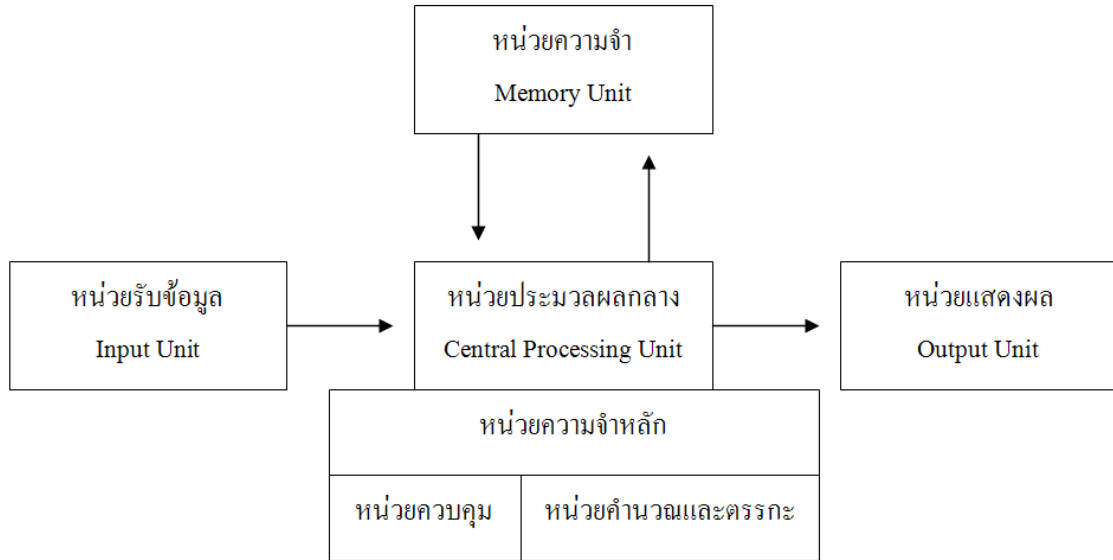 หน่วยความจำ
Memory Unit
หน่วยรับข้อมูล
Input Unit
หน่วยประมวลผลกลาง
Central Processing Unit
หน่วยแสดงผล
Output Unit
หน่วยความจำหลัก
หน่วยควบคุม
หน่วยคำนวณและตรรกะ